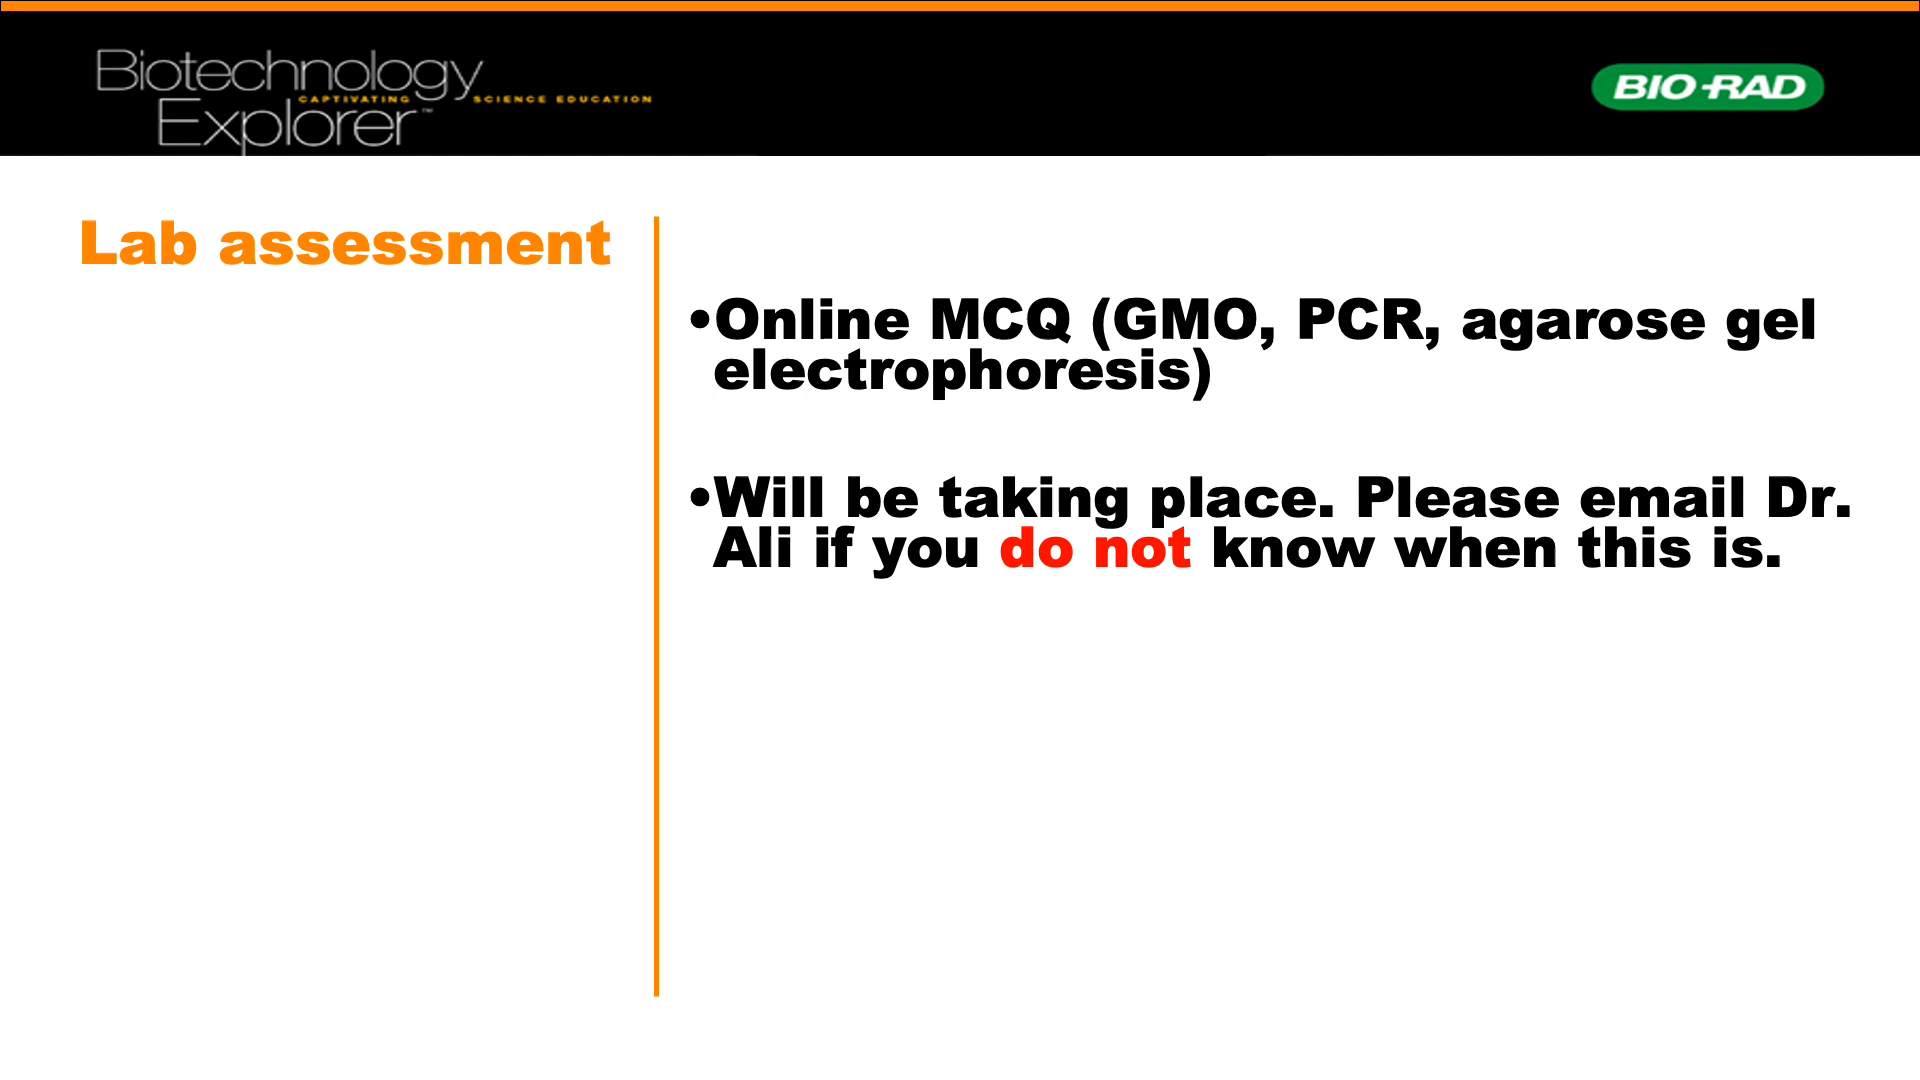 Biotechnology
CAPTIVATING SCIENCE EDUCATION
Explorer™
BIO-RAD
Lab assessment
•Online MCQ (GMO, PCR, agarose gel
electrophoresis)
•Will be taking place. Please email Dr.
Ali if you do not know when this is.